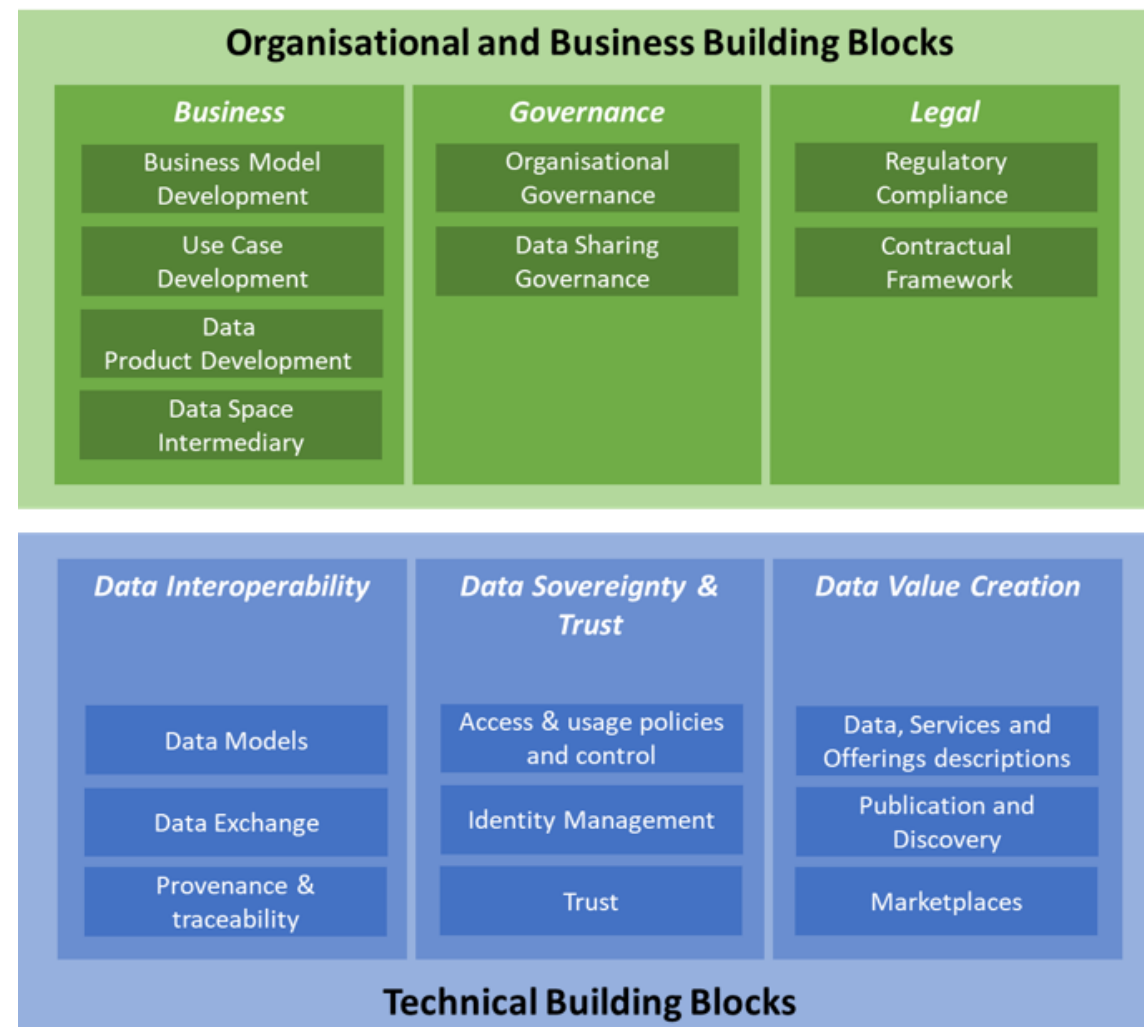 Organisational and Business Building Blocks
Business
Business Model
Development
Use Case
Development
Data
Product Development
Data Space
Intermediary
Governance
Organisational
Governance
Data Sharing
Governance
Legal
Regulatory
Compliance
Contractual
Framework
Data Interoperability
Data Models
Data Exchange
Provenance &
traceability
Data Sovereignty &
Trust
Access & usage policies
and control
Identity Management
Trust
Data Value Creation
Data, Services and
Offerings descriptions
Publication and
Discovery
Marketplaces
Technical Building Blocks